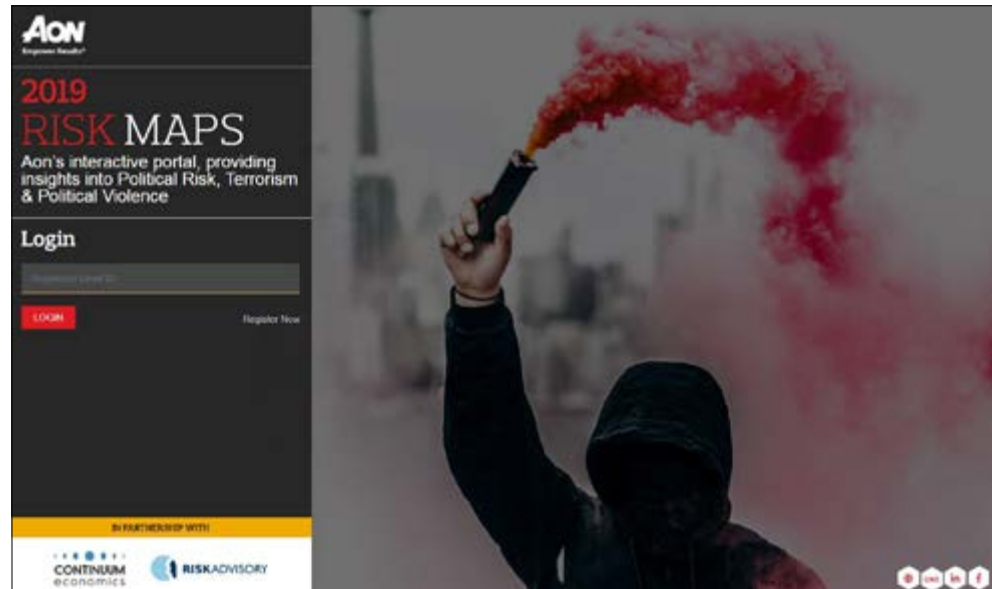 AON
Empower Results®
2019
RISK MAPS
Aon's interactive portal, providing
insights into Political Risk, Terrorism
& Political Violence
Login
LOGIN
Register Now
IN PARTNERSHIP WITH
CONTINUUM
economics
RISKADVISORY
in
f